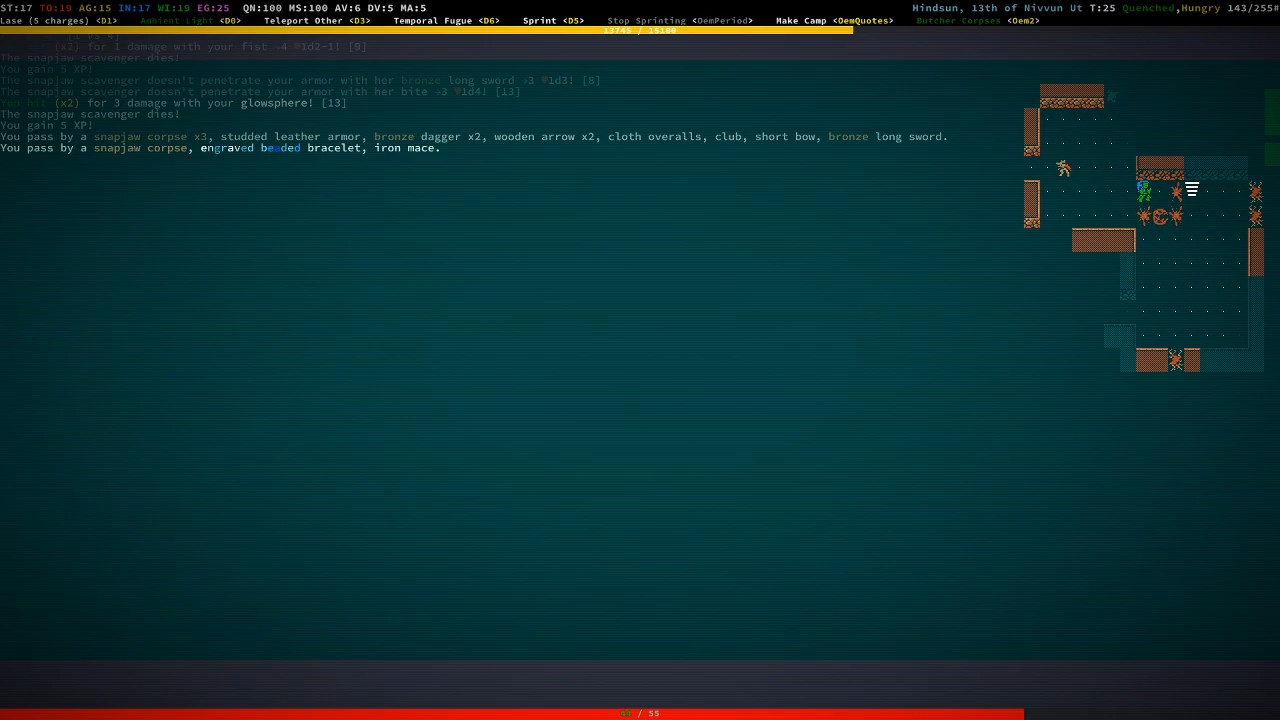 ST:17 TO:19 AG:15 IN:17 WI:19 EG:25 QN:100 MS:100 AV:6 DV:5 MA:5 Hindsun, 13th of Nivvun Ut T:25 Quenched,Hungry 143/255#
Lase (5 charges) <D1> Ambient Light <D0> Teleport Other <D3> Temporal Fugue <D6> Sprint <D5> Stop Sprinting <OemPeriod> Make Camp <OemQuotes> Butcher Corpses <Oem2>
13745 / 15100
(x2) for 1 damage with your fist →4 ♥1d2-1! [9]
The snapjaw scavenger dies!
You gain 5 XP!
The snapjaw scavenger doesn't penetrate your armor with her bronze long sword →3 ♥1d3! [8]
The snapjaw scavenger doesn't penetrate your armor with her bite →3 ♥1d4! [13]
You hit (x2) for 3 damage with your glowsphere! [13]
The snapjaw scavenger dies!
You gain 5 XP!
You pass by a snapjaw corpse x3, studded leather armor, bronze dagger x2, wooden arrow x2, cloth overalls, club, short bow, bronze long sword.
You pass by a snapjaw corpse, engraved beaded bracelet, iron mace.
/ 55